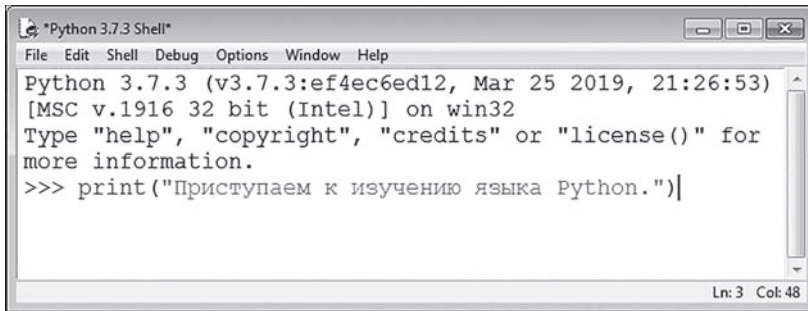 *Python 3.7.3 Shell*
File Edit Shell Debug Options Window Help
Python 3.7.3 (v3.7.3:ef4ec6ed12, Mar 25 2019, 21:26:53)
[MSC v.1916 32 bit (Intel)] on win32
Type "help", "copyright", "credits" or "license()" for
more information.
>>> print("Приступаем к изучению языка Python.")
Ln: 3 Col: 48